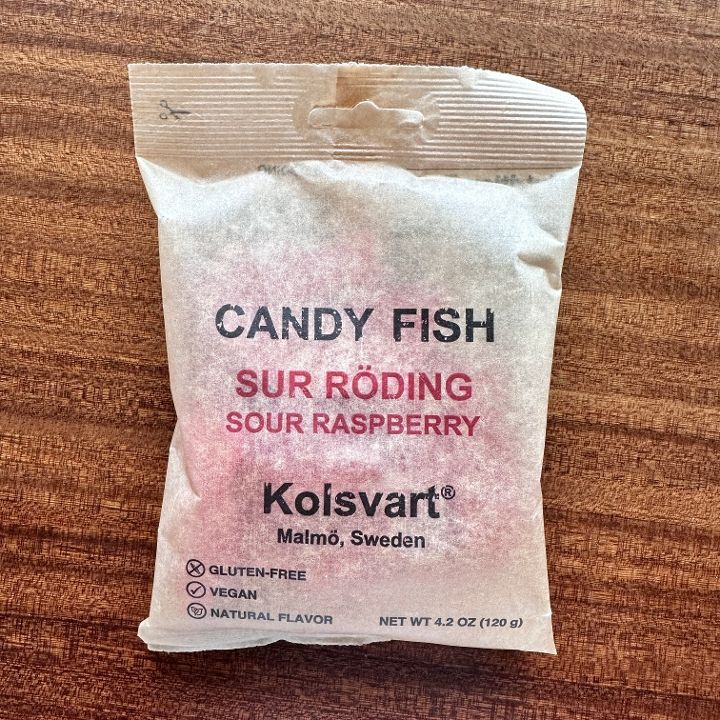 CANDY FISH
SUR RÖDING
SOUR RASPBERRY
Kolsvart®
Malmö, Sweden
GLUTEN-FREE
VEGAN
NATURAL FLAVOR
NET WT 4.2 OZ (120 g)